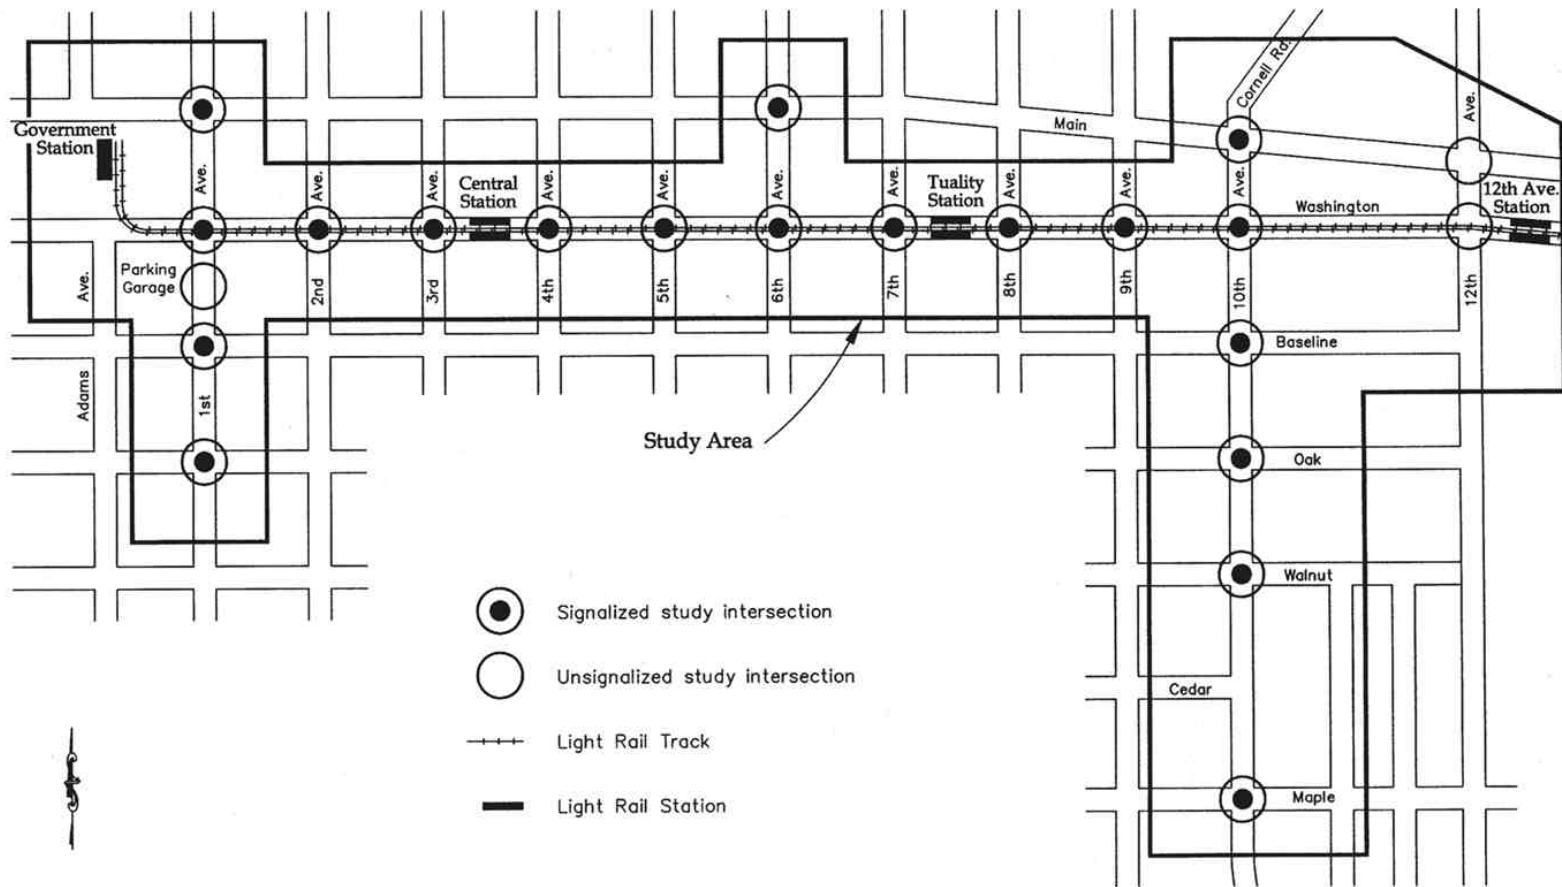 Cornell Rd.
Ave.
Main
Government
Station
Ave.
Ave.
Ave.
Central
Station
Ave.
Ave.
Ave.
Ave.
Tuality
Station
Ave.
Ave.
Ave.
12th Ave.
Station
Washington
Parking
Garage
Ave.
2nd
3rd
4th
5th
6th
7th
8th
9th
10th
12th
Baseline
Adams
1st
Study Area
Oak
Walnut
Signalized study intersection
Unsignalized study intersection
Cedar
Light Rail Track
Light Rail Station
Maple